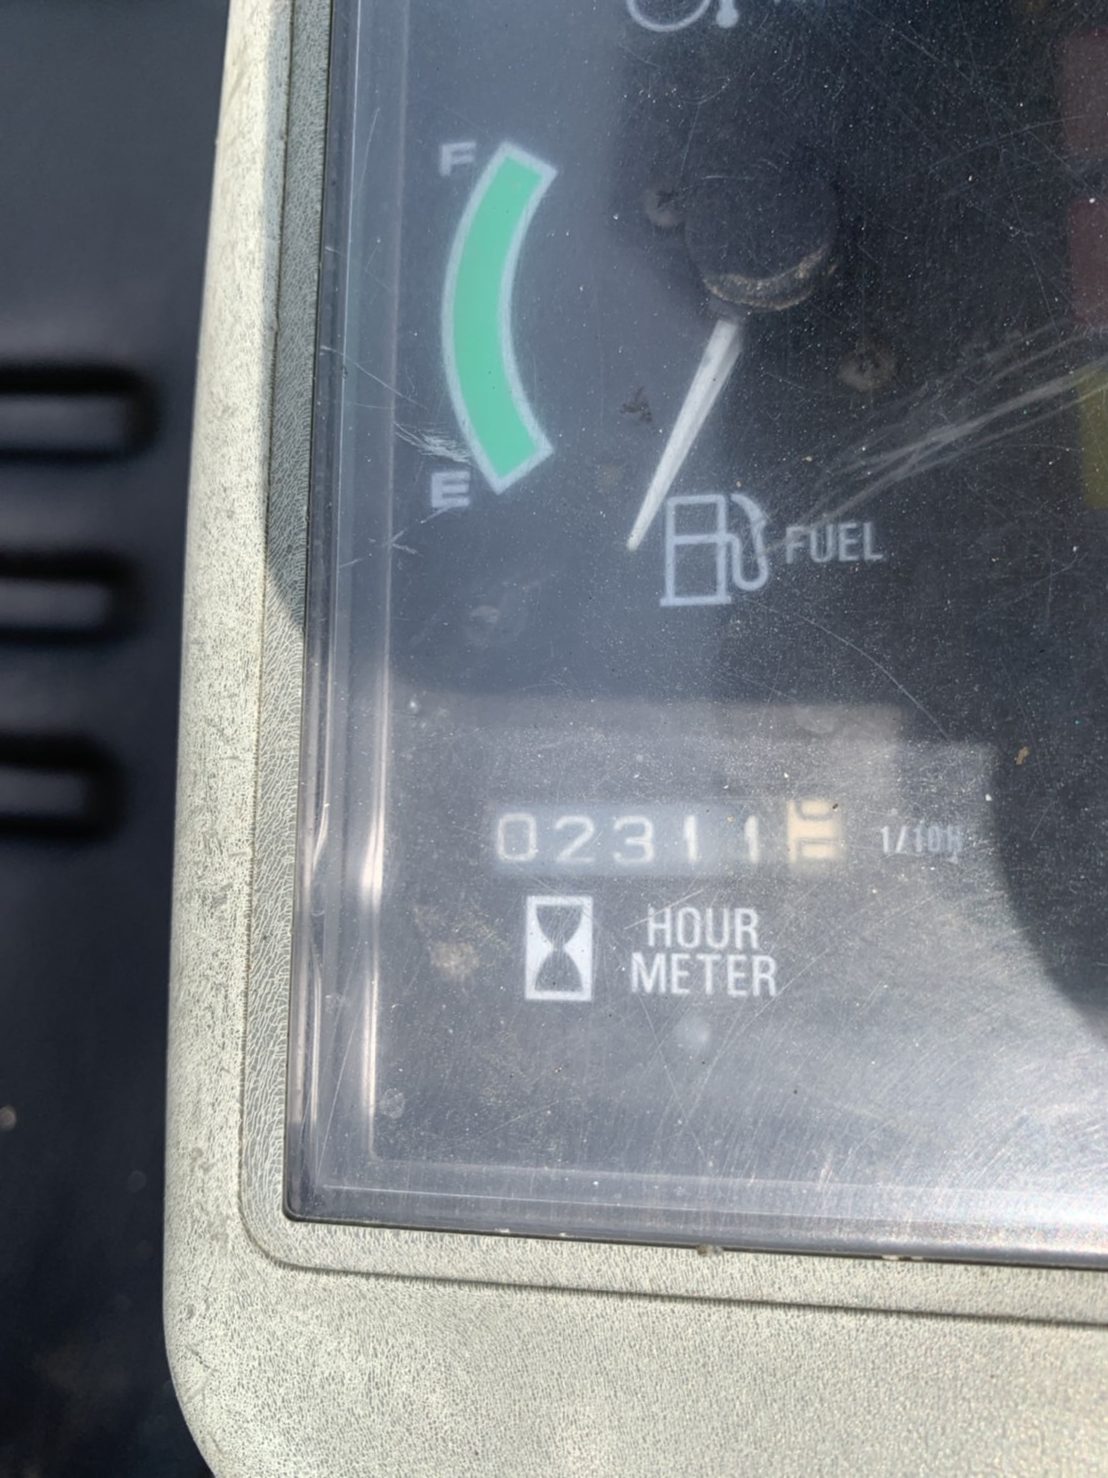 F
E
FUEL
02311 1/10H
HOUR
METER